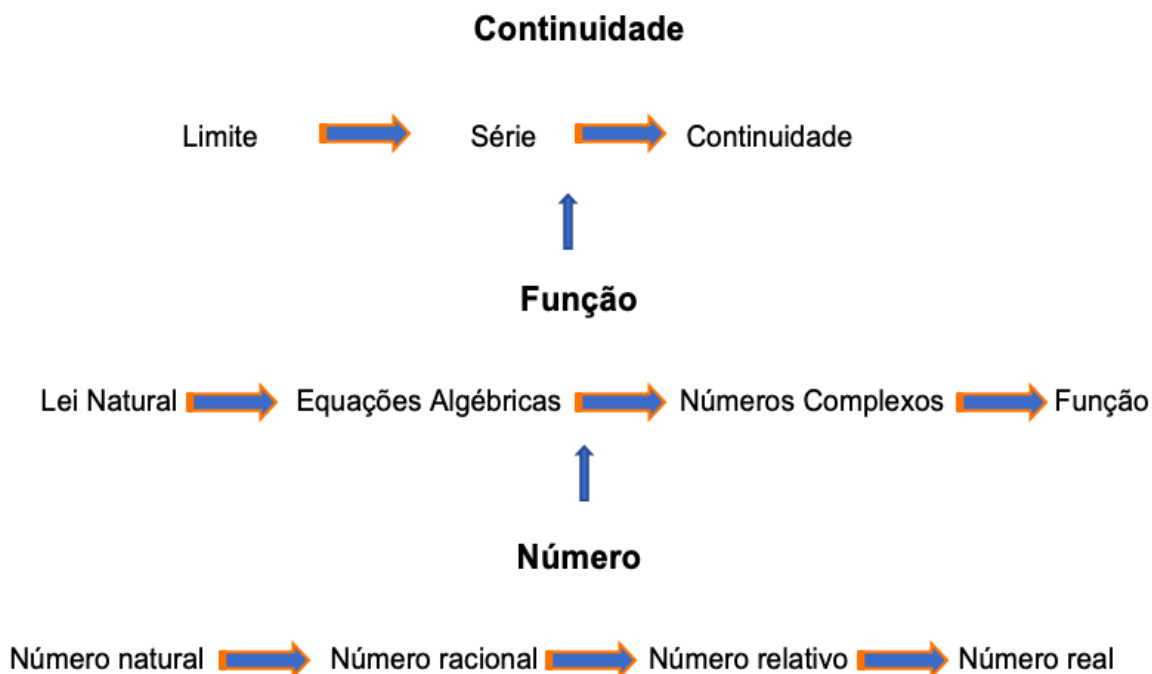 Continuidade
Limite Série Continuidade
Função
Lei Natural Equações Algébricas Números Complexos Função
Número
Número natural Número racional Número relativo Número real